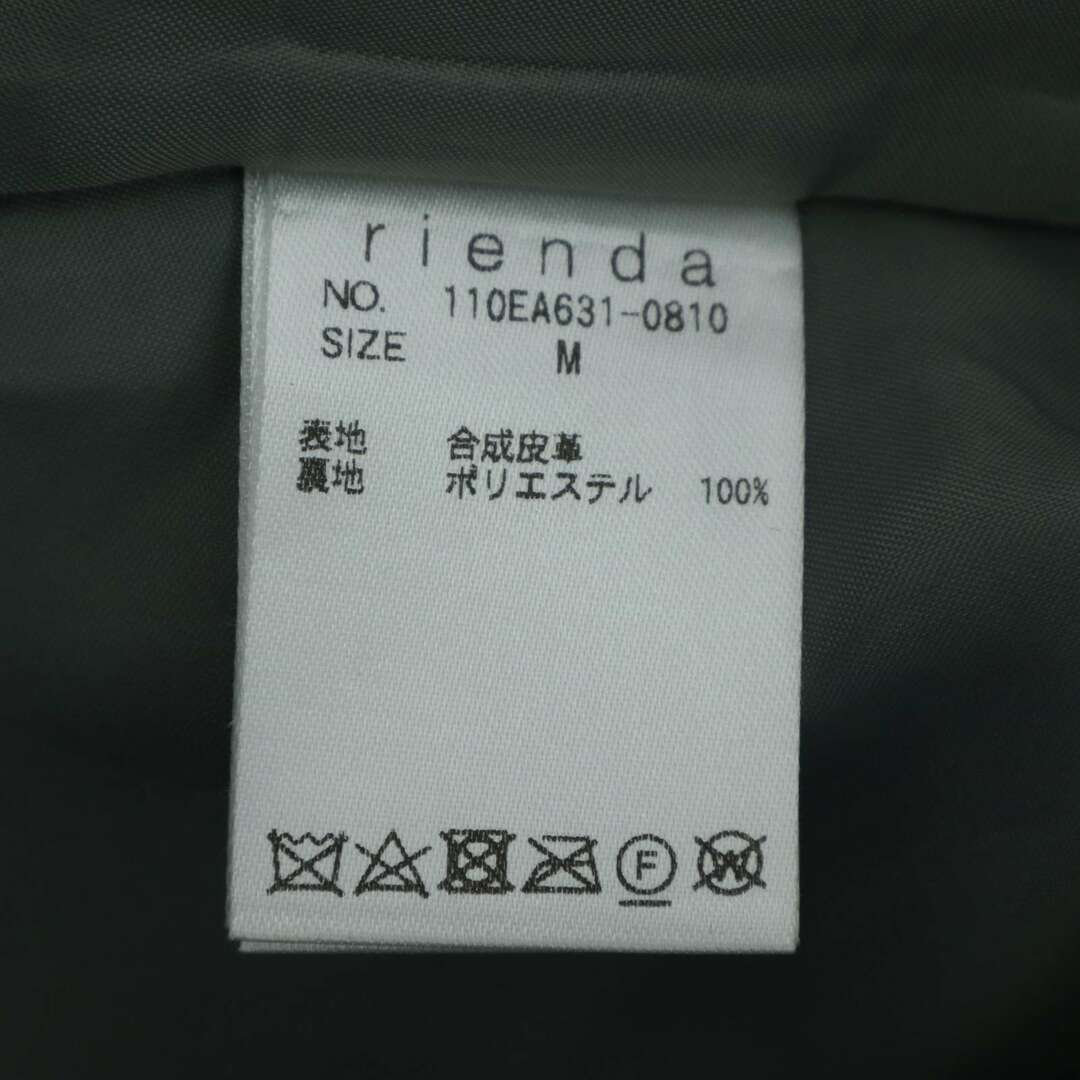 rienda
NO. 110EA631-0810
SIZE M
表地 合成皮革
裏地 ポリエステル 100%
F
W